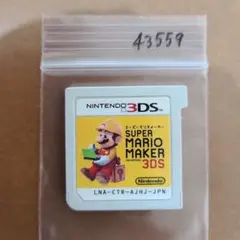 43559
NINTENDO 3DS
スーパーマリオメーカー
SUPER
MARIO
MAKER
3DS
Nintendo
LNA-CTR-AJHJ-JPN